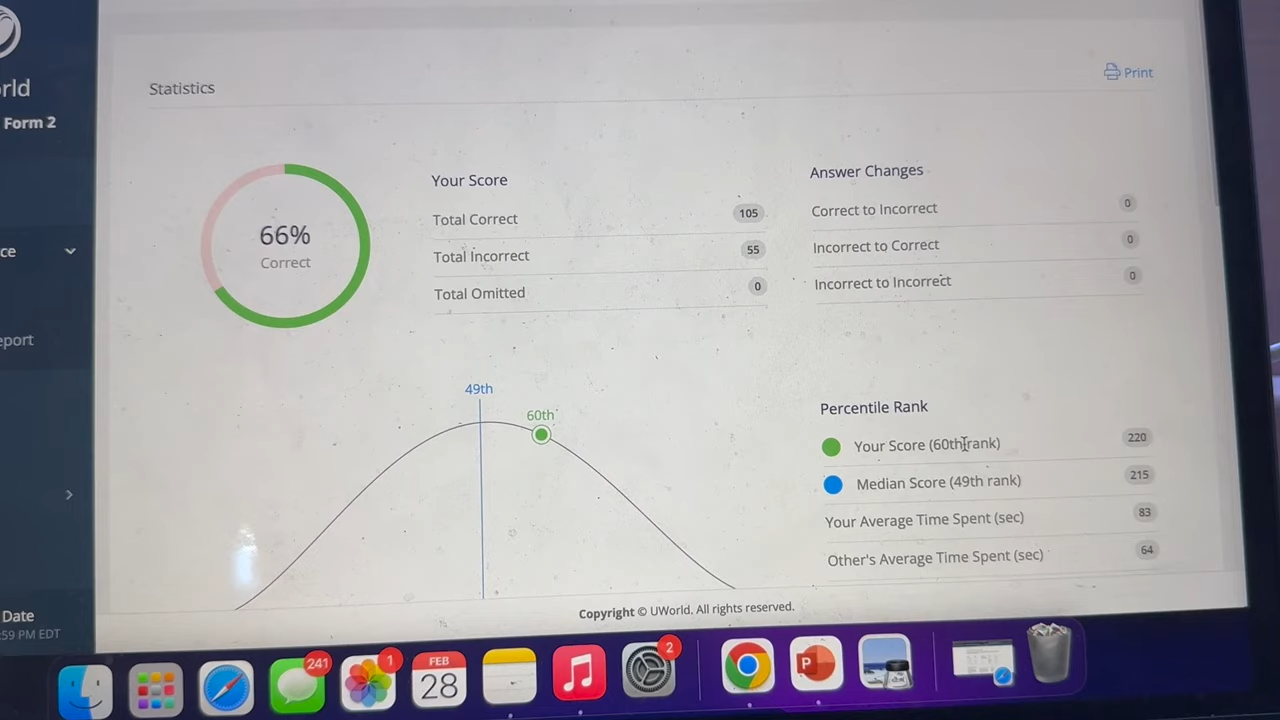 rld
Form 2
ce
eport
Date
:59 PM EDT
Statistics
Print
66%
Correct
Your Score
Total Correct 105
Total Incorrect 55
Total Omitted 0
Answer Changes
Correct to Incorrect 0
Incorrect to Correct 0
Incorrect to Incorrect 0
49th
60th
Percentile Rank
Your Score (60th rank) 220
Median Score (49th rank) 215
Your Average Time Spent (sec) 83
Other's Average Time Spent (sec) 64
Copyright © UWorld. All rights reserved.
241
1
FEB
28
2
P